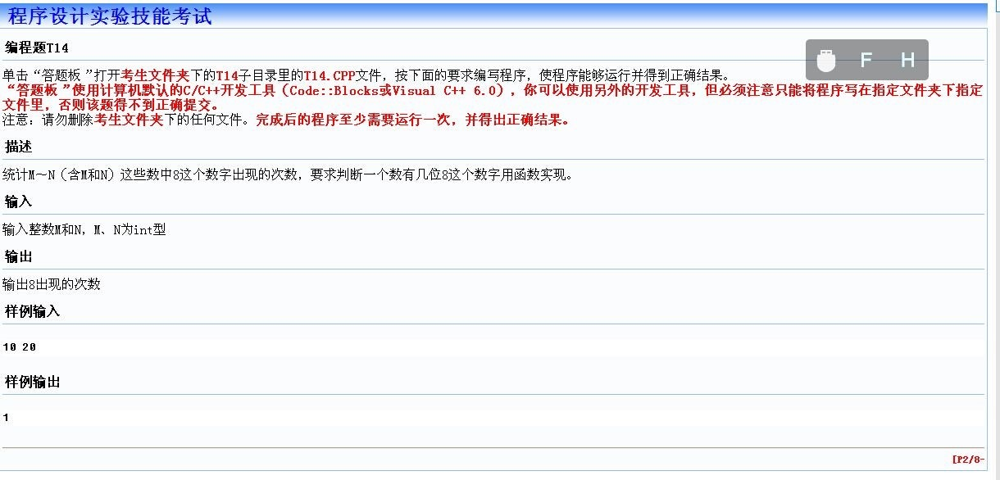 程序设计实验技能考试
编程题T14
F H
单击“答题板 ”打开考生文件夹下的T14子目录里的T14.CPP文件，按下面的要求编写程序，使程序能够运行并得到正确结果。
“答题板 ”使用计算机默认的C/C++开发工具（Code::Blocks或Visual C++ 6.0），你可以使用另外的开发工具，但必须注意只能将程序写在指定文件夹下指定
文件里，否则该题得不到正确提交。
注意：请勿删除考生文件夹下的任何文件。完成后的程序至少需要运行一次，并得出正确结果。
描述
统计M～N（含M和N）这些数中8这个数字出现的次数，要求判断一个数有几位8这个数字用函数实现。
输入
输入整数M和N，M、N为int型
输出
输出8出现的次数
样例输入
10 20
样例输出
1
[P2/8-